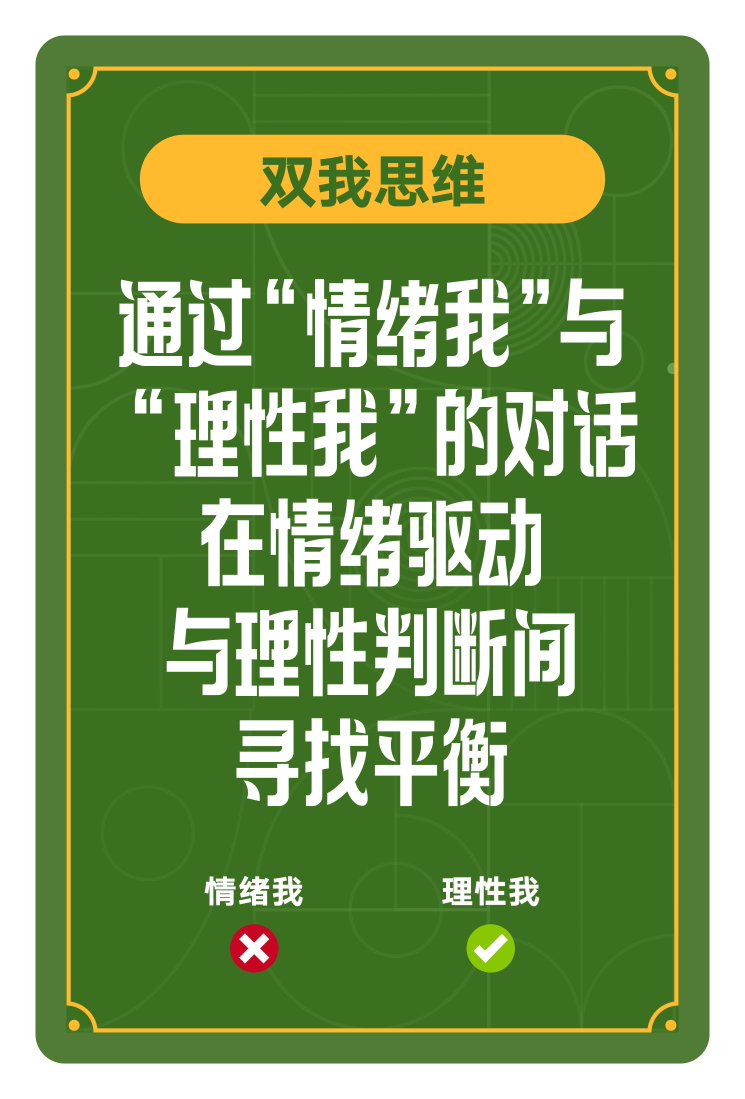 双我思维
通过“情绪我”与
“理性我”的对话
在情绪驱动
与理性判断间
寻找平衡
情绪我 理性我